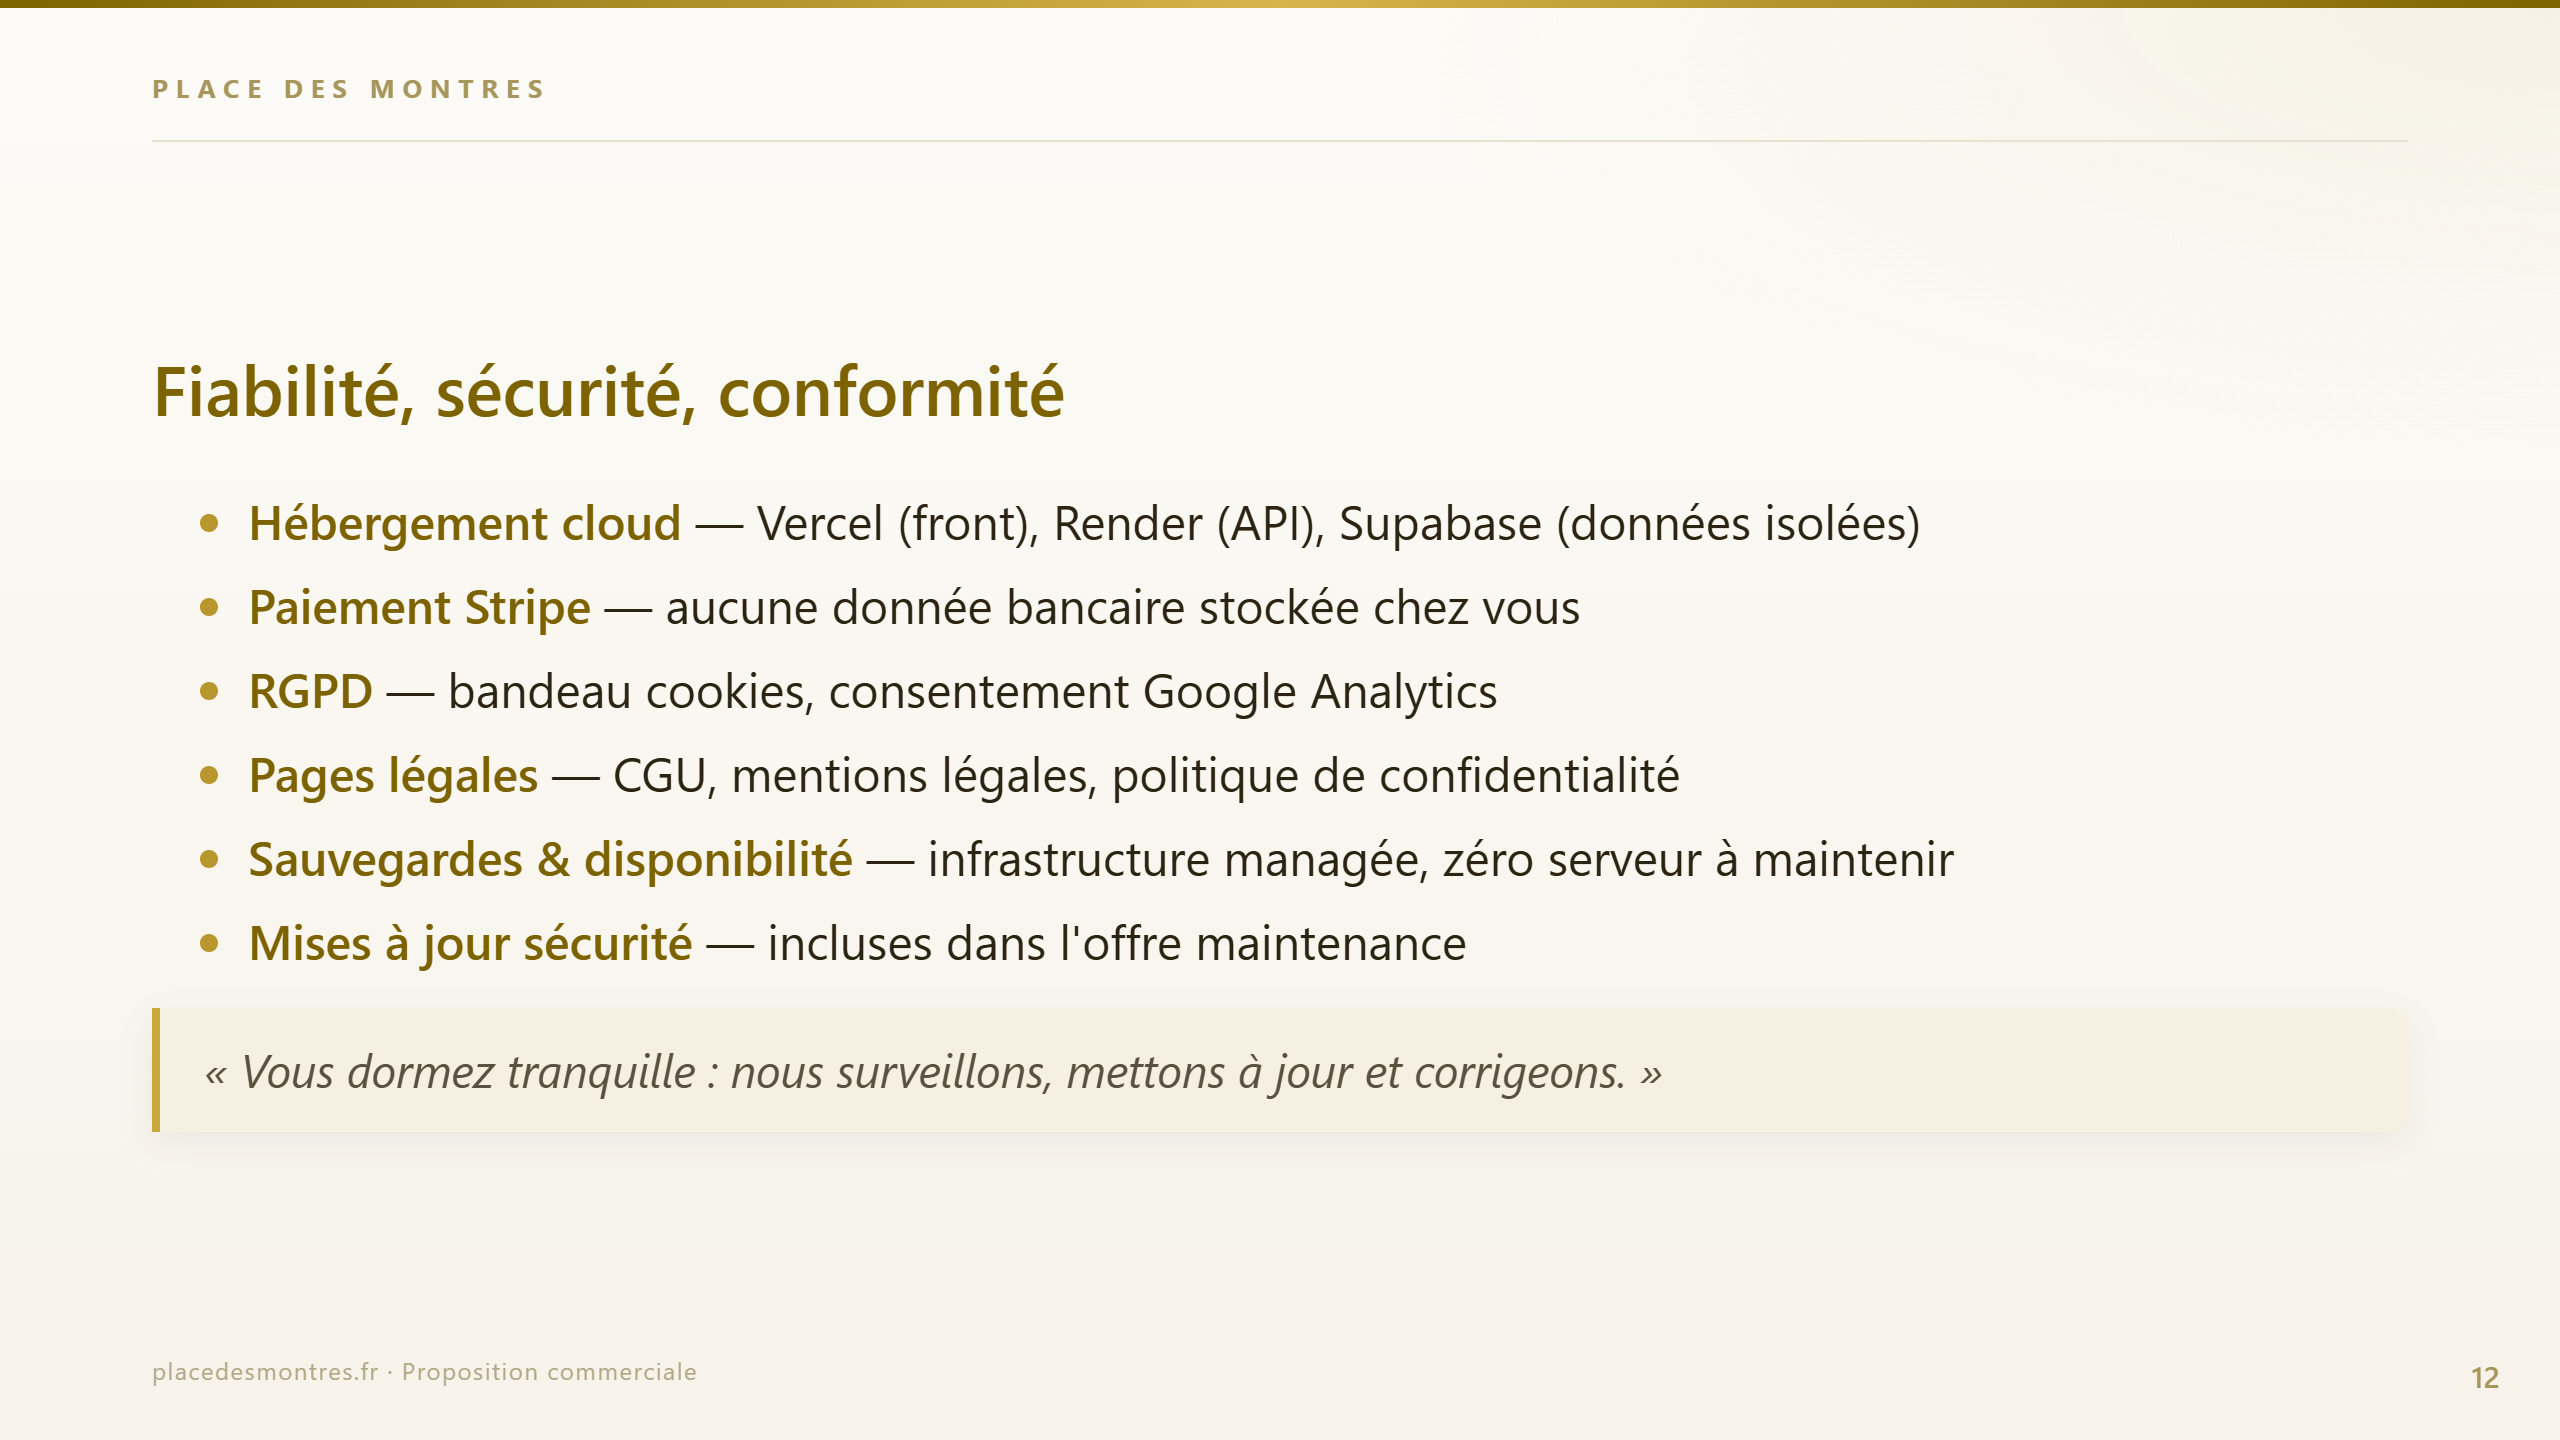 PLACE DES MONTRES
Fiabilité, sécurité, conformité
Hébergement cloud — Vercel (front), Render (API), Supabase (données isolées)
Paiement Stripe — aucune donnée bancaire stockée chez vous
RGPD — bandeau cookies, consentement Google Analytics
Pages légales — CGU, mentions légales, politique de confidentialité
Sauvegardes & disponibilité — infrastructure managée, zéro serveur à maintenir
Mises à jour sécurité — incluses dans l'offre maintenance
« Vous dormez tranquille : nous surveillons, mettons à jour et corrigeons. »
placedesmontres.fr · Proposition commerciale
12